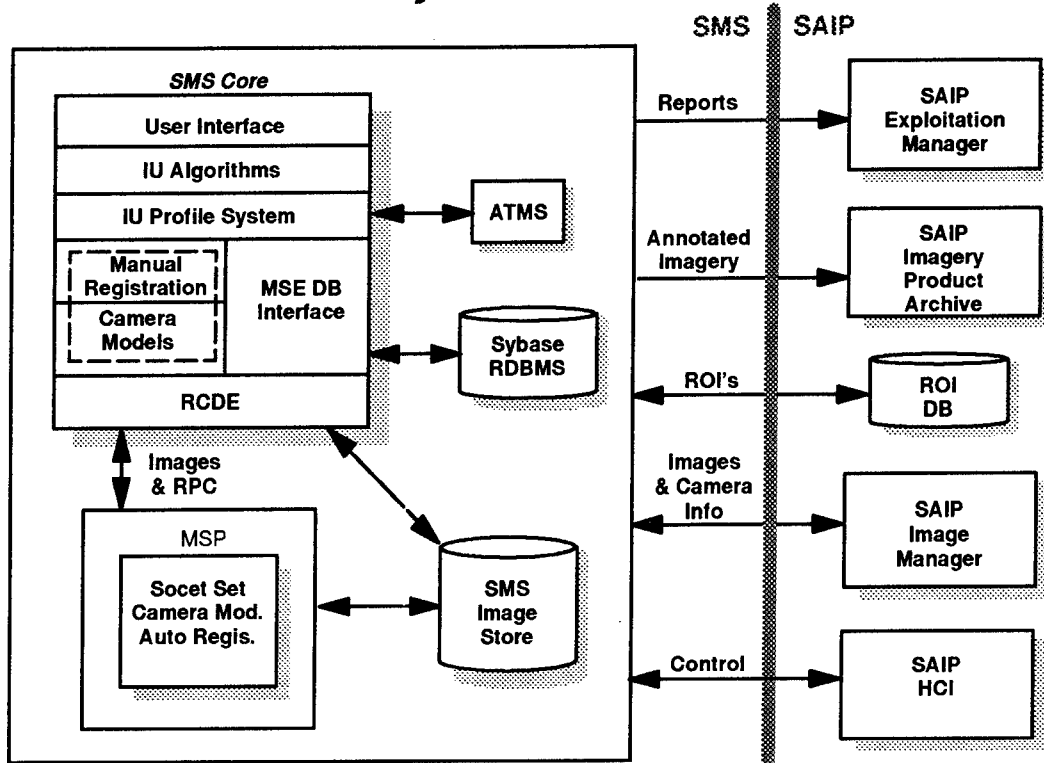 SMS
SAIP
SMS Core
User Interface
IU Algorithms
IU Profile System
Manual
Registration
Camera
Models
MSE DB
Interface
RCDE
ATMS
Sybase
RDBMS
Images
& RPC
MSP
Socet Set
Camera Mod.
Auto Regis.
SMS
Image
Store
Reports
SAIP
Exploitation
Manager
Annotated
Imagery
SAIP
Imagery
Product
Archive
ROI's
ROI
DB
Images
& Camera
Info
SAIP
Image
Manager
Control
SAIP
HCI